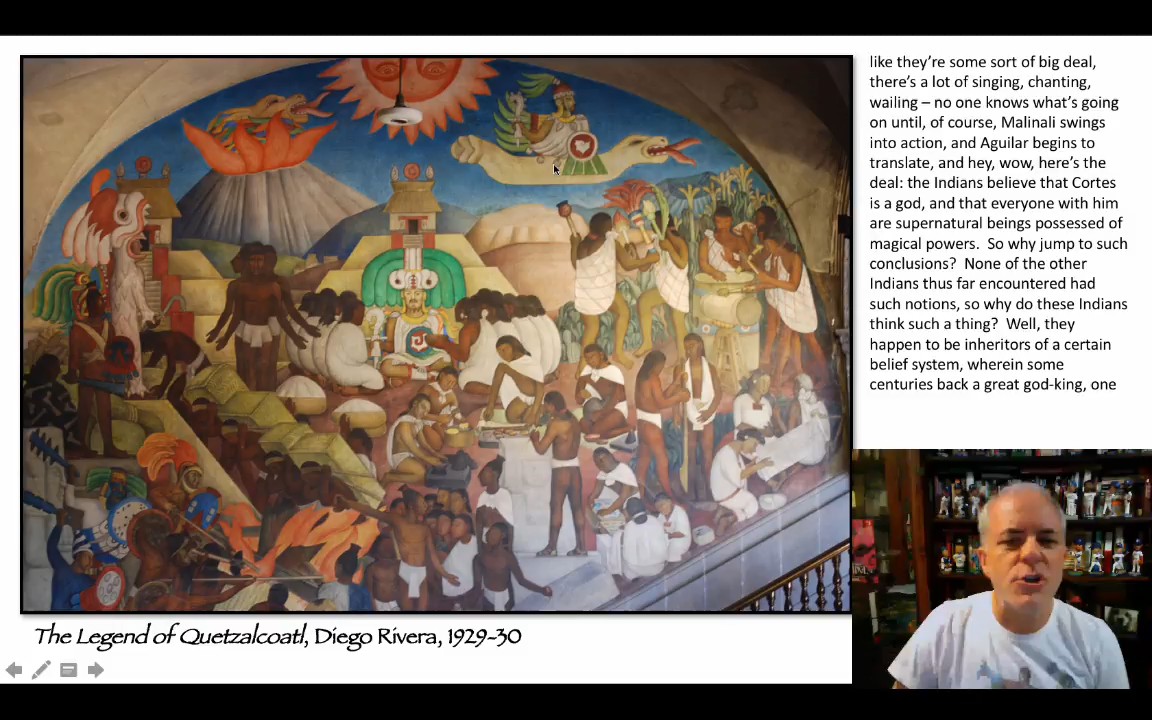 like they’re some sort of big deal,
there’s a lot of singing, chanting,
wailing – no one knows what’s going
on until, of course, Malinali swings
into action, and Aguilar begins to
translate, and hey, wow, here’s the
deal: the Indians believe that Cortes
is a god, and that everyone with him
are supernatural beings possessed of
magical powers.  So why jump to such
conclusions?  None of the other
Indians thus far encountered had
such notions, so why do these Indians
think such a thing?  Well, they
happen to be inheritors of a certain
belief system, wherein some
centuries back a great god-king, one
The Legend of Quetzalcoatl, Diego Rivera, 1929-30